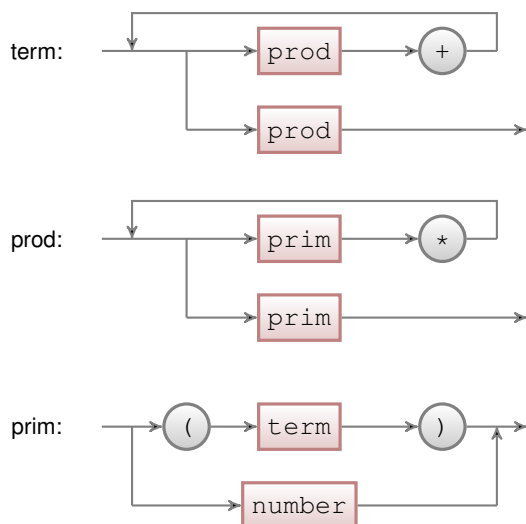 term: prod +
prod
prod: prim *
prim
prim: ( term )
number